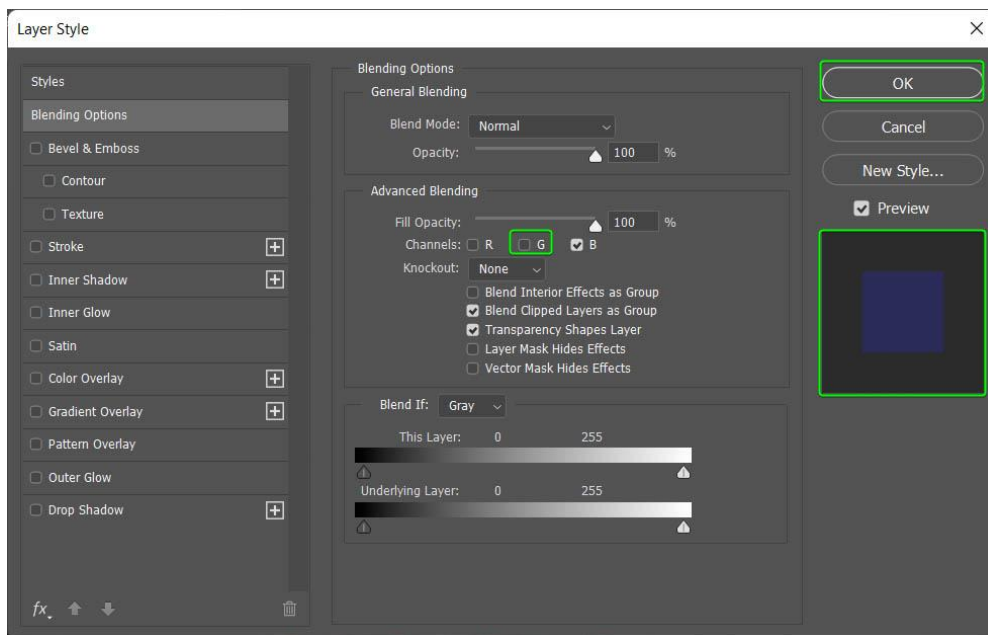 Layer Style
Styles
Blending Options
Bevel & Emboss
Contour
Texture
Stroke
Inner Shadow
Inner Glow
Satin
Color Overlay
Gradient Overlay
Pattern Overlay
Outer Glow
Drop Shadow
fx
Blending Options
General Blending
Blend Mode: Normal
Opacity: 100 %
Advanced Blending
Fill Opacity: 100 %
Channels: R G B
Knockout: None
Blend Interior Effects as Group
Blend Clipped Layers as Group
Transparency Shapes Layer
Layer Mask Hides Effects
Vector Mask Hides Effects
Blend If: Gray
This Layer: 0 255
Underlying Layer: 0 255
OK
Cancel
New Style...
Preview